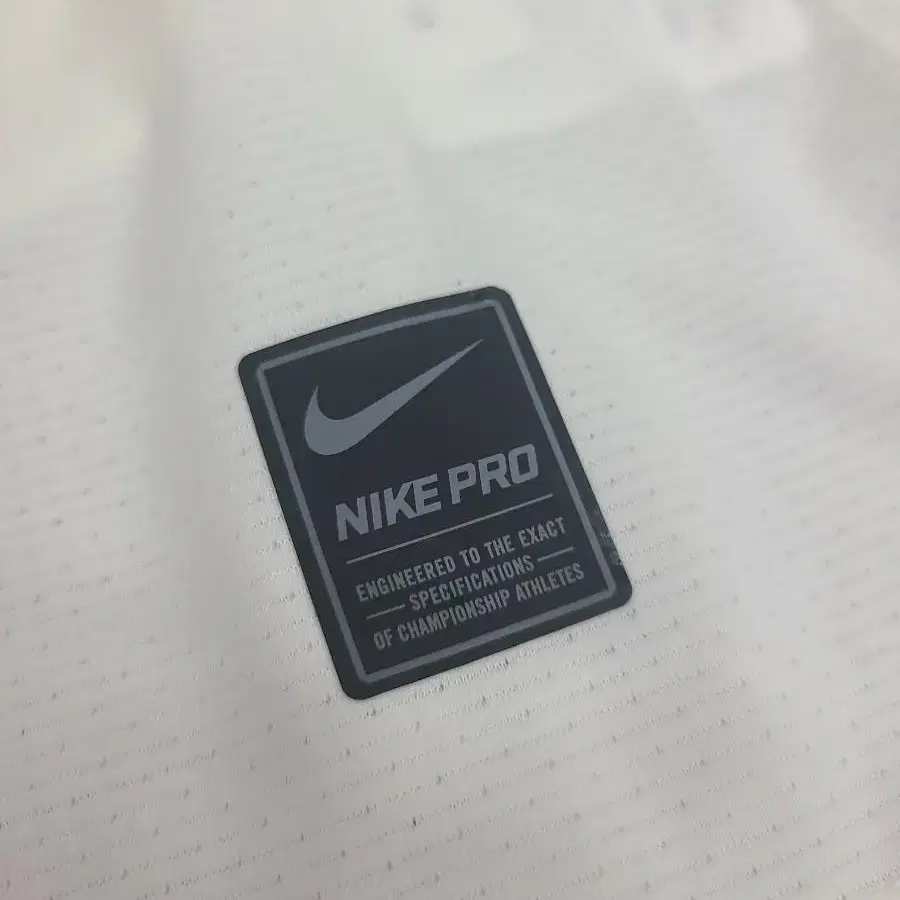 NIKE PRO
ENGINEERED TO THE EXACT
SPECIFICATIONS
OF CHAMPIONSHIP ATHLETES